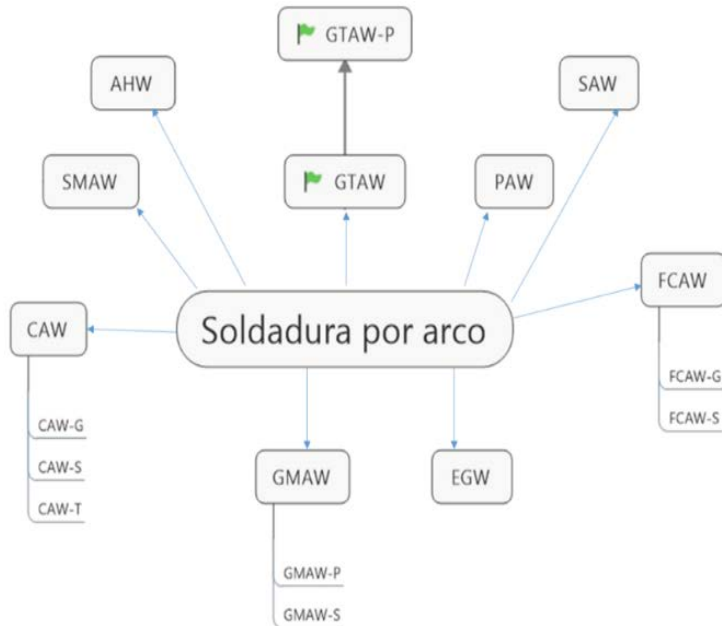 GTAW-P
AHW
SAW
SMAW
GTAW
PAW
FCAW
CAW
Soldadura por arco
FCAW-G
FCAW-S
CAW-G
CAW-S
CAW-T
GMAW
EGW
GMAW-P
GMAW-S